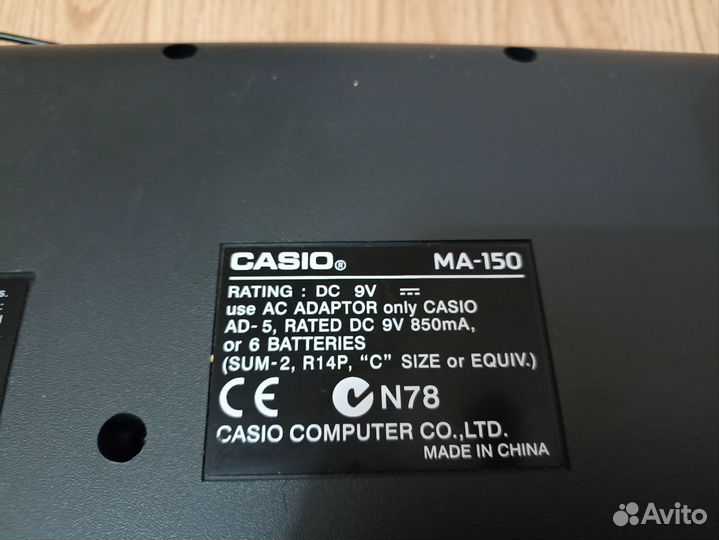 CASIO® MA-150
RATING : DC 9V ⎓
use AC ADAPTOR only CASIO
AD-5, RATED DC 9V 850mA,
or 6 BATTERIES
(SUM-2, R14P, “C” SIZE or EQUIV.)
CE N78
CASIO COMPUTER CO.,LTD.
MADE IN CHINA
s.
Avito